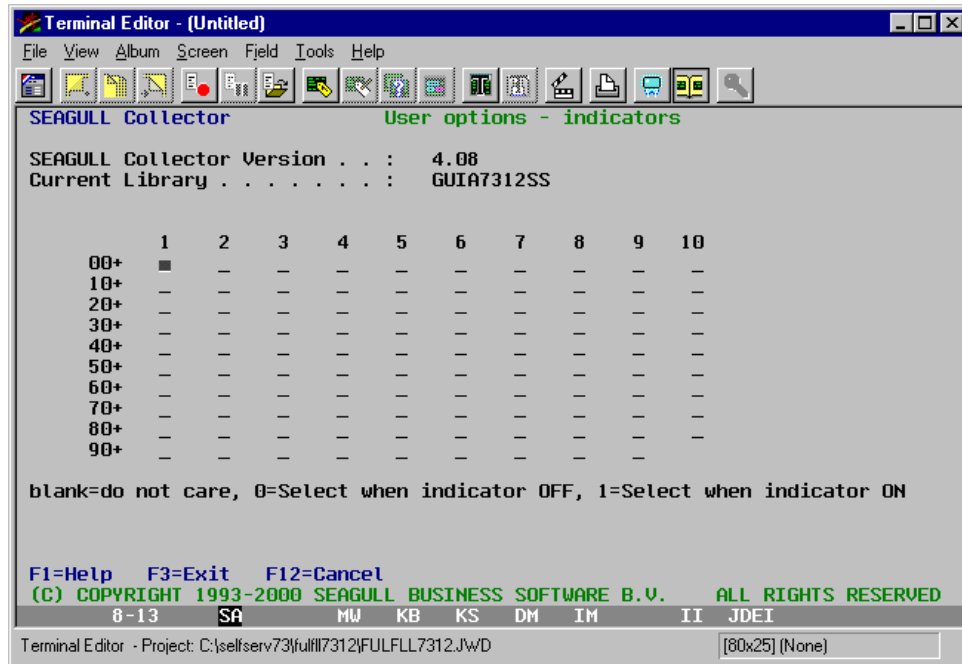 Terminal Editor - (Untitled)
File View Album Screen Field Tools Help
SEAGULL Collector User options - indicators
SEAGULL Collector Version . . : 4.08
Current Library . . . . . . . : GUIA7312SS
1 2 3 4 5 6 7 8 9 10
00+ _ _ _ _ _ _ _ _ _
10+ _ _ _ _ _ _ _ _ _ _
20+ _ _ _ _ _ _ _ _ _ _
30+ _ _ _ _ _ _ _ _ _ _
40+ _ _ _ _ _ _ _ _ _ _
50+ _ _ _ _ _ _ _ _ _ _
60+ _ _ _ _ _ _ _ _ _ _
70+ _ _ _ _ _ _ _ _ _ _
80+ _ _ _ _ _ _ _ _ _ _
90+ _ _ _ _ _ _ _ _ _
blank=do not care, 0=Select when indicator OFF, 1=Select when indicator ON
F1=Help F3=Exit F12=Cancel
(C) COPYRIGHT 1993-2000 SEAGULL BUSINESS SOFTWARE B.V. ALL RIGHTS RESERVED
8-13 SA MW KB KS DM IM II JDEI
Terminal Editor - Project: C:\selfserv73\fulfill7312\FULFLL7312.JWD [80x25] (None)